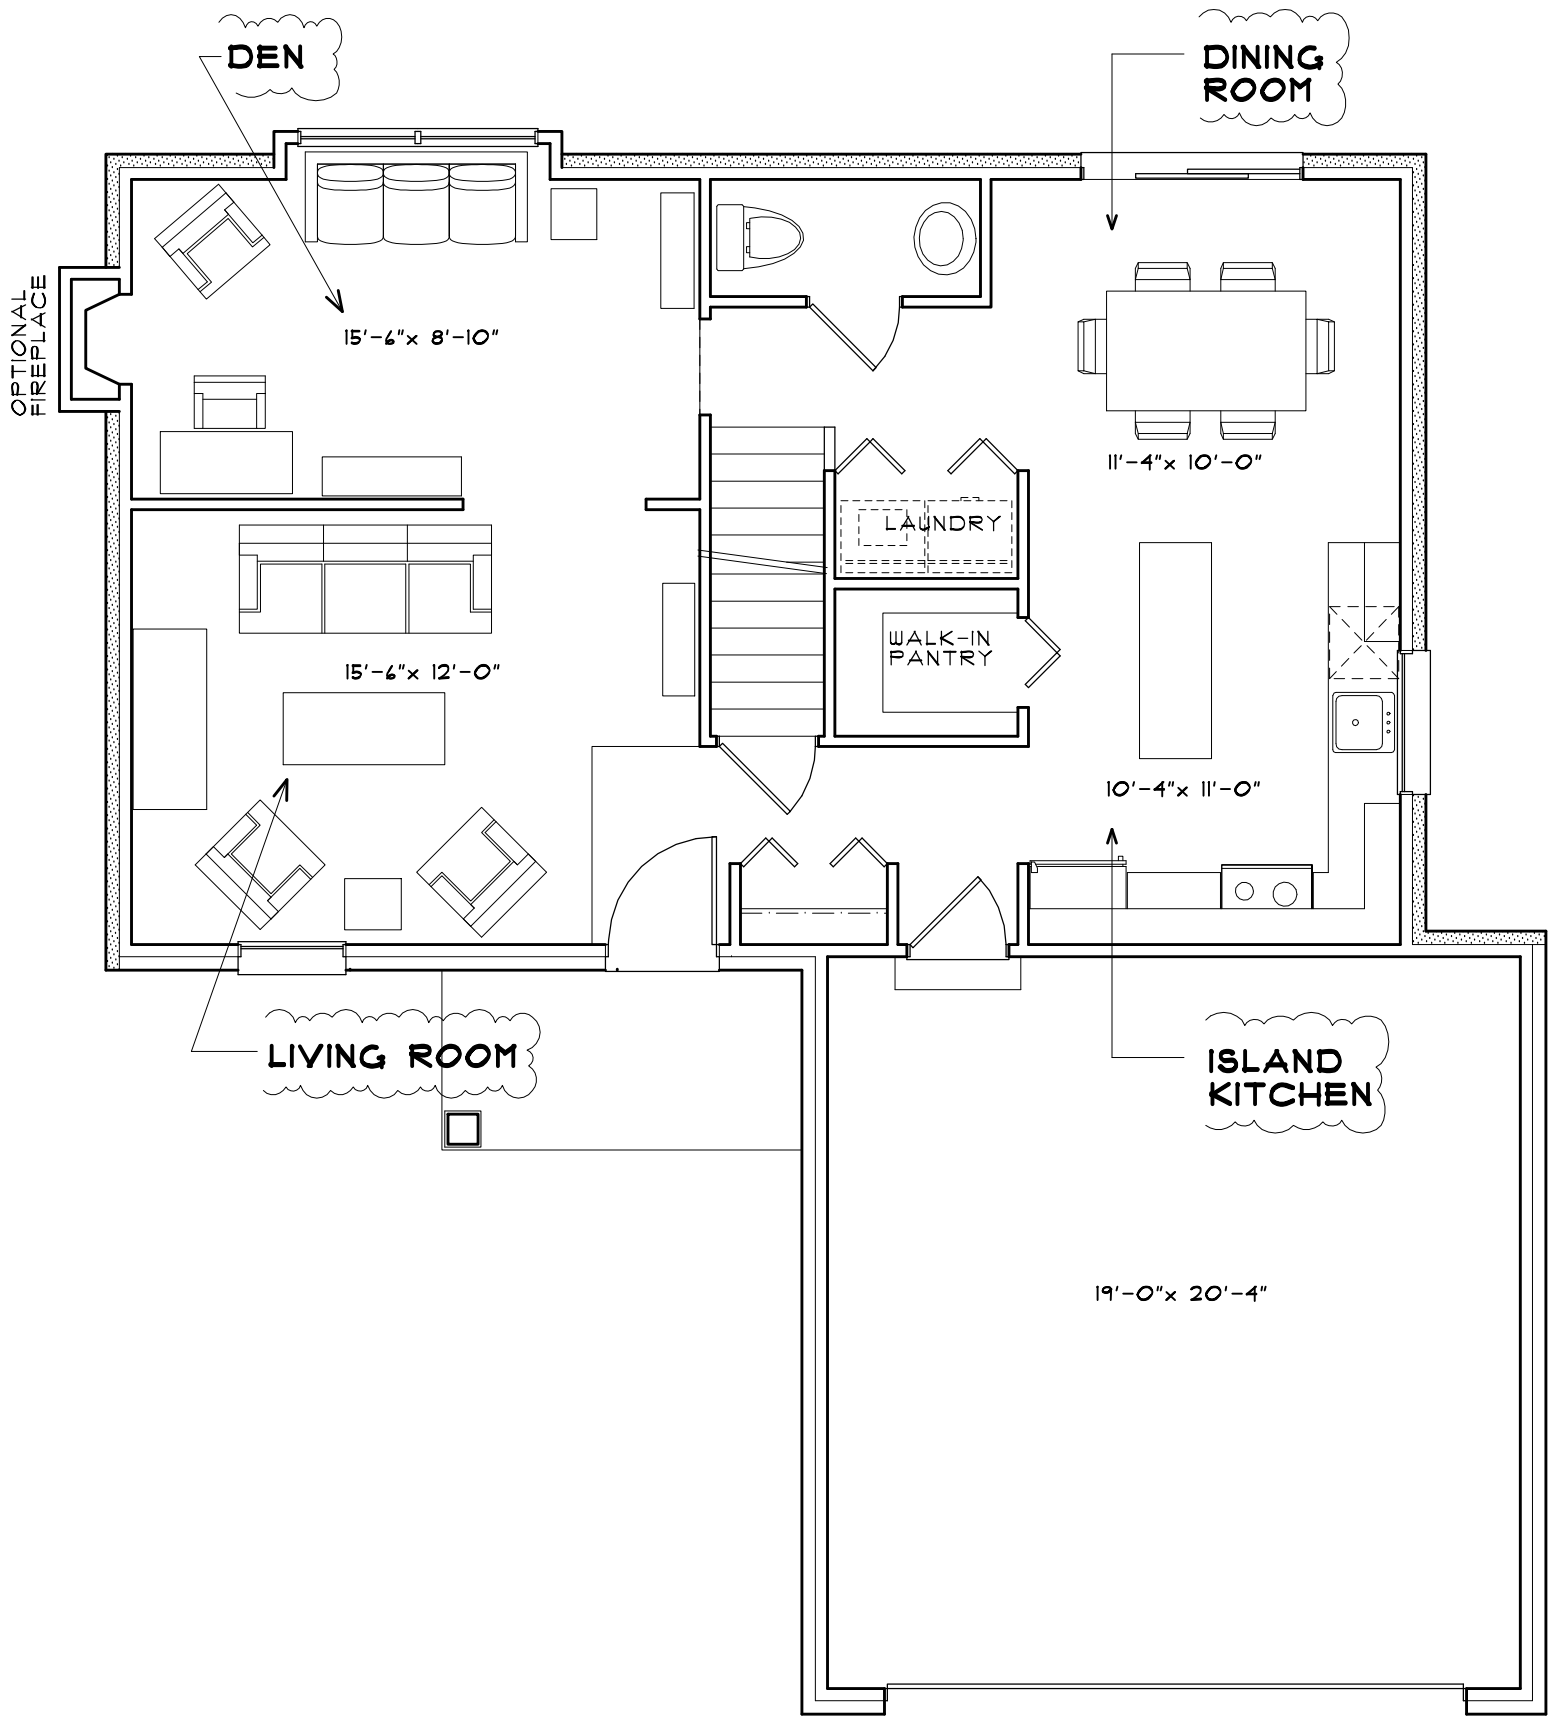 DEN
DINING
ROOM
OPTIONAL
FIREPLACE
15'-6"x 8'-10"
11'-4"x 10'-0"
LAUNDRY
WALK-IN
PANTRY
15'-6"x 12'-0"
10'-4"x 11'-0"
LIVING ROOM
ISLAND
KITCHEN
19'-0"x 20'-4"